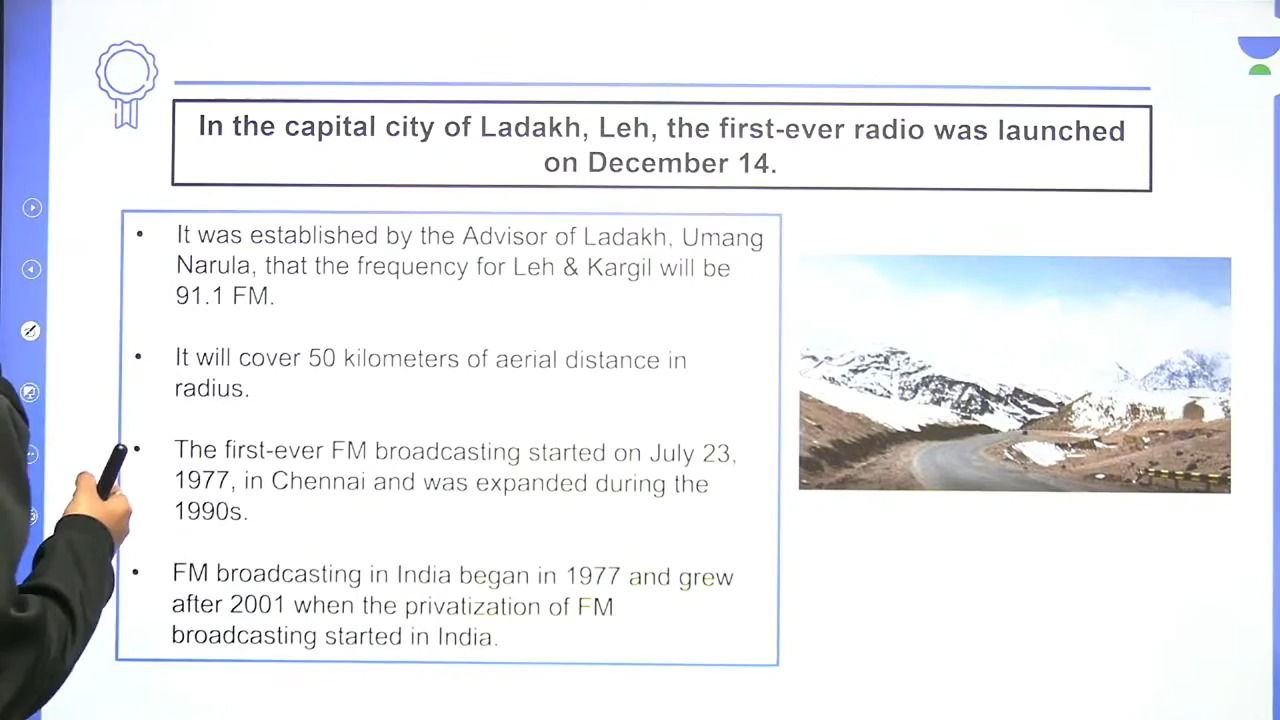 In the capital city of Ladakh, Leh, the first-ever radio was launched
on December 14.
• It was established by the Advisor of Ladakh, Umang
Narula, that the frequency for Leh & Kargil will be
91.1 FM.
• It will cover 50 kilometers of aerial distance in
radius.
• The first-ever FM broadcasting started on July 23,
1977, in Chennai and was expanded during the
1990s.
• FM broadcasting in India began in 1977 and grew
after 2001 when the privatization of FM
broadcasting started in India.